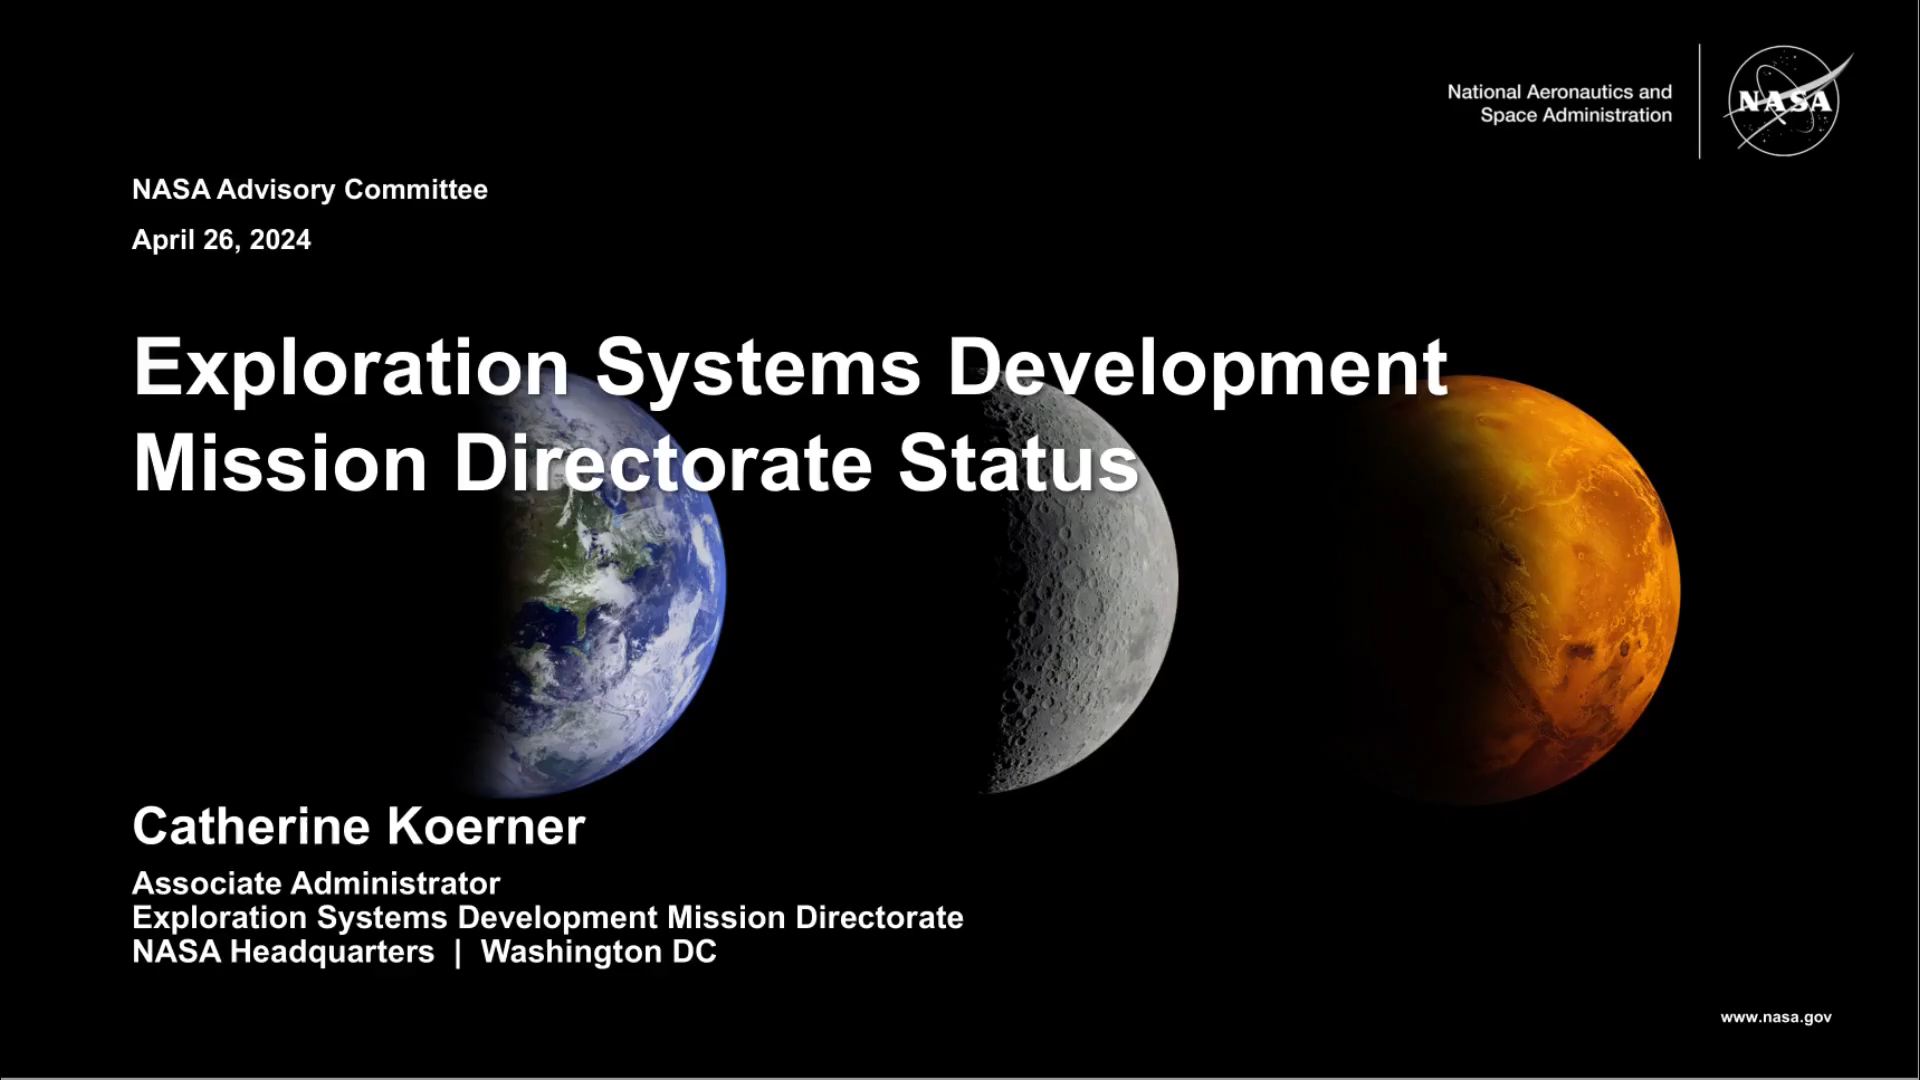 National Aeronautics and
Space Administration
NASA
NASA Advisory Committee
April 26, 2024
Exploration Systems Development
Mission Directorate Status
Catherine Koerner
Associate Administrator
Exploration Systems Development Mission Directorate
NASA Headquarters | Washington DC
www.nasa.gov